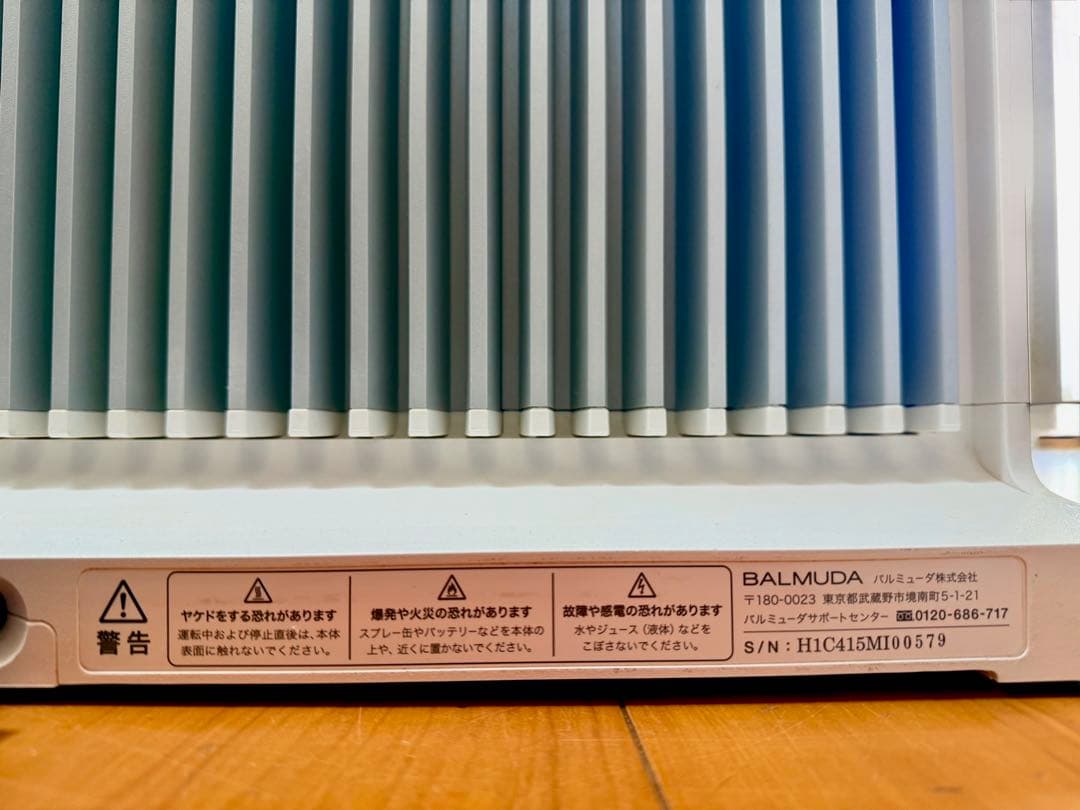 警告
ヤケドをする恐れがあります
運転中および停止直後は、本体
表面に触れないでください。
爆発や火災の恐れがあります
スプレー缶やバッテリーなどを本体の
上や、近くに置かないでください。
故障や感電の恐れがあります
水やジュース（液体）などを
こぼさないでください。
BALMUDA バルミューダ株式会社
〒180-0023 東京都武蔵野市境南町5-1-21
バルミューダサポートセンター 0120-686-717
S/N：H1C415MI00579